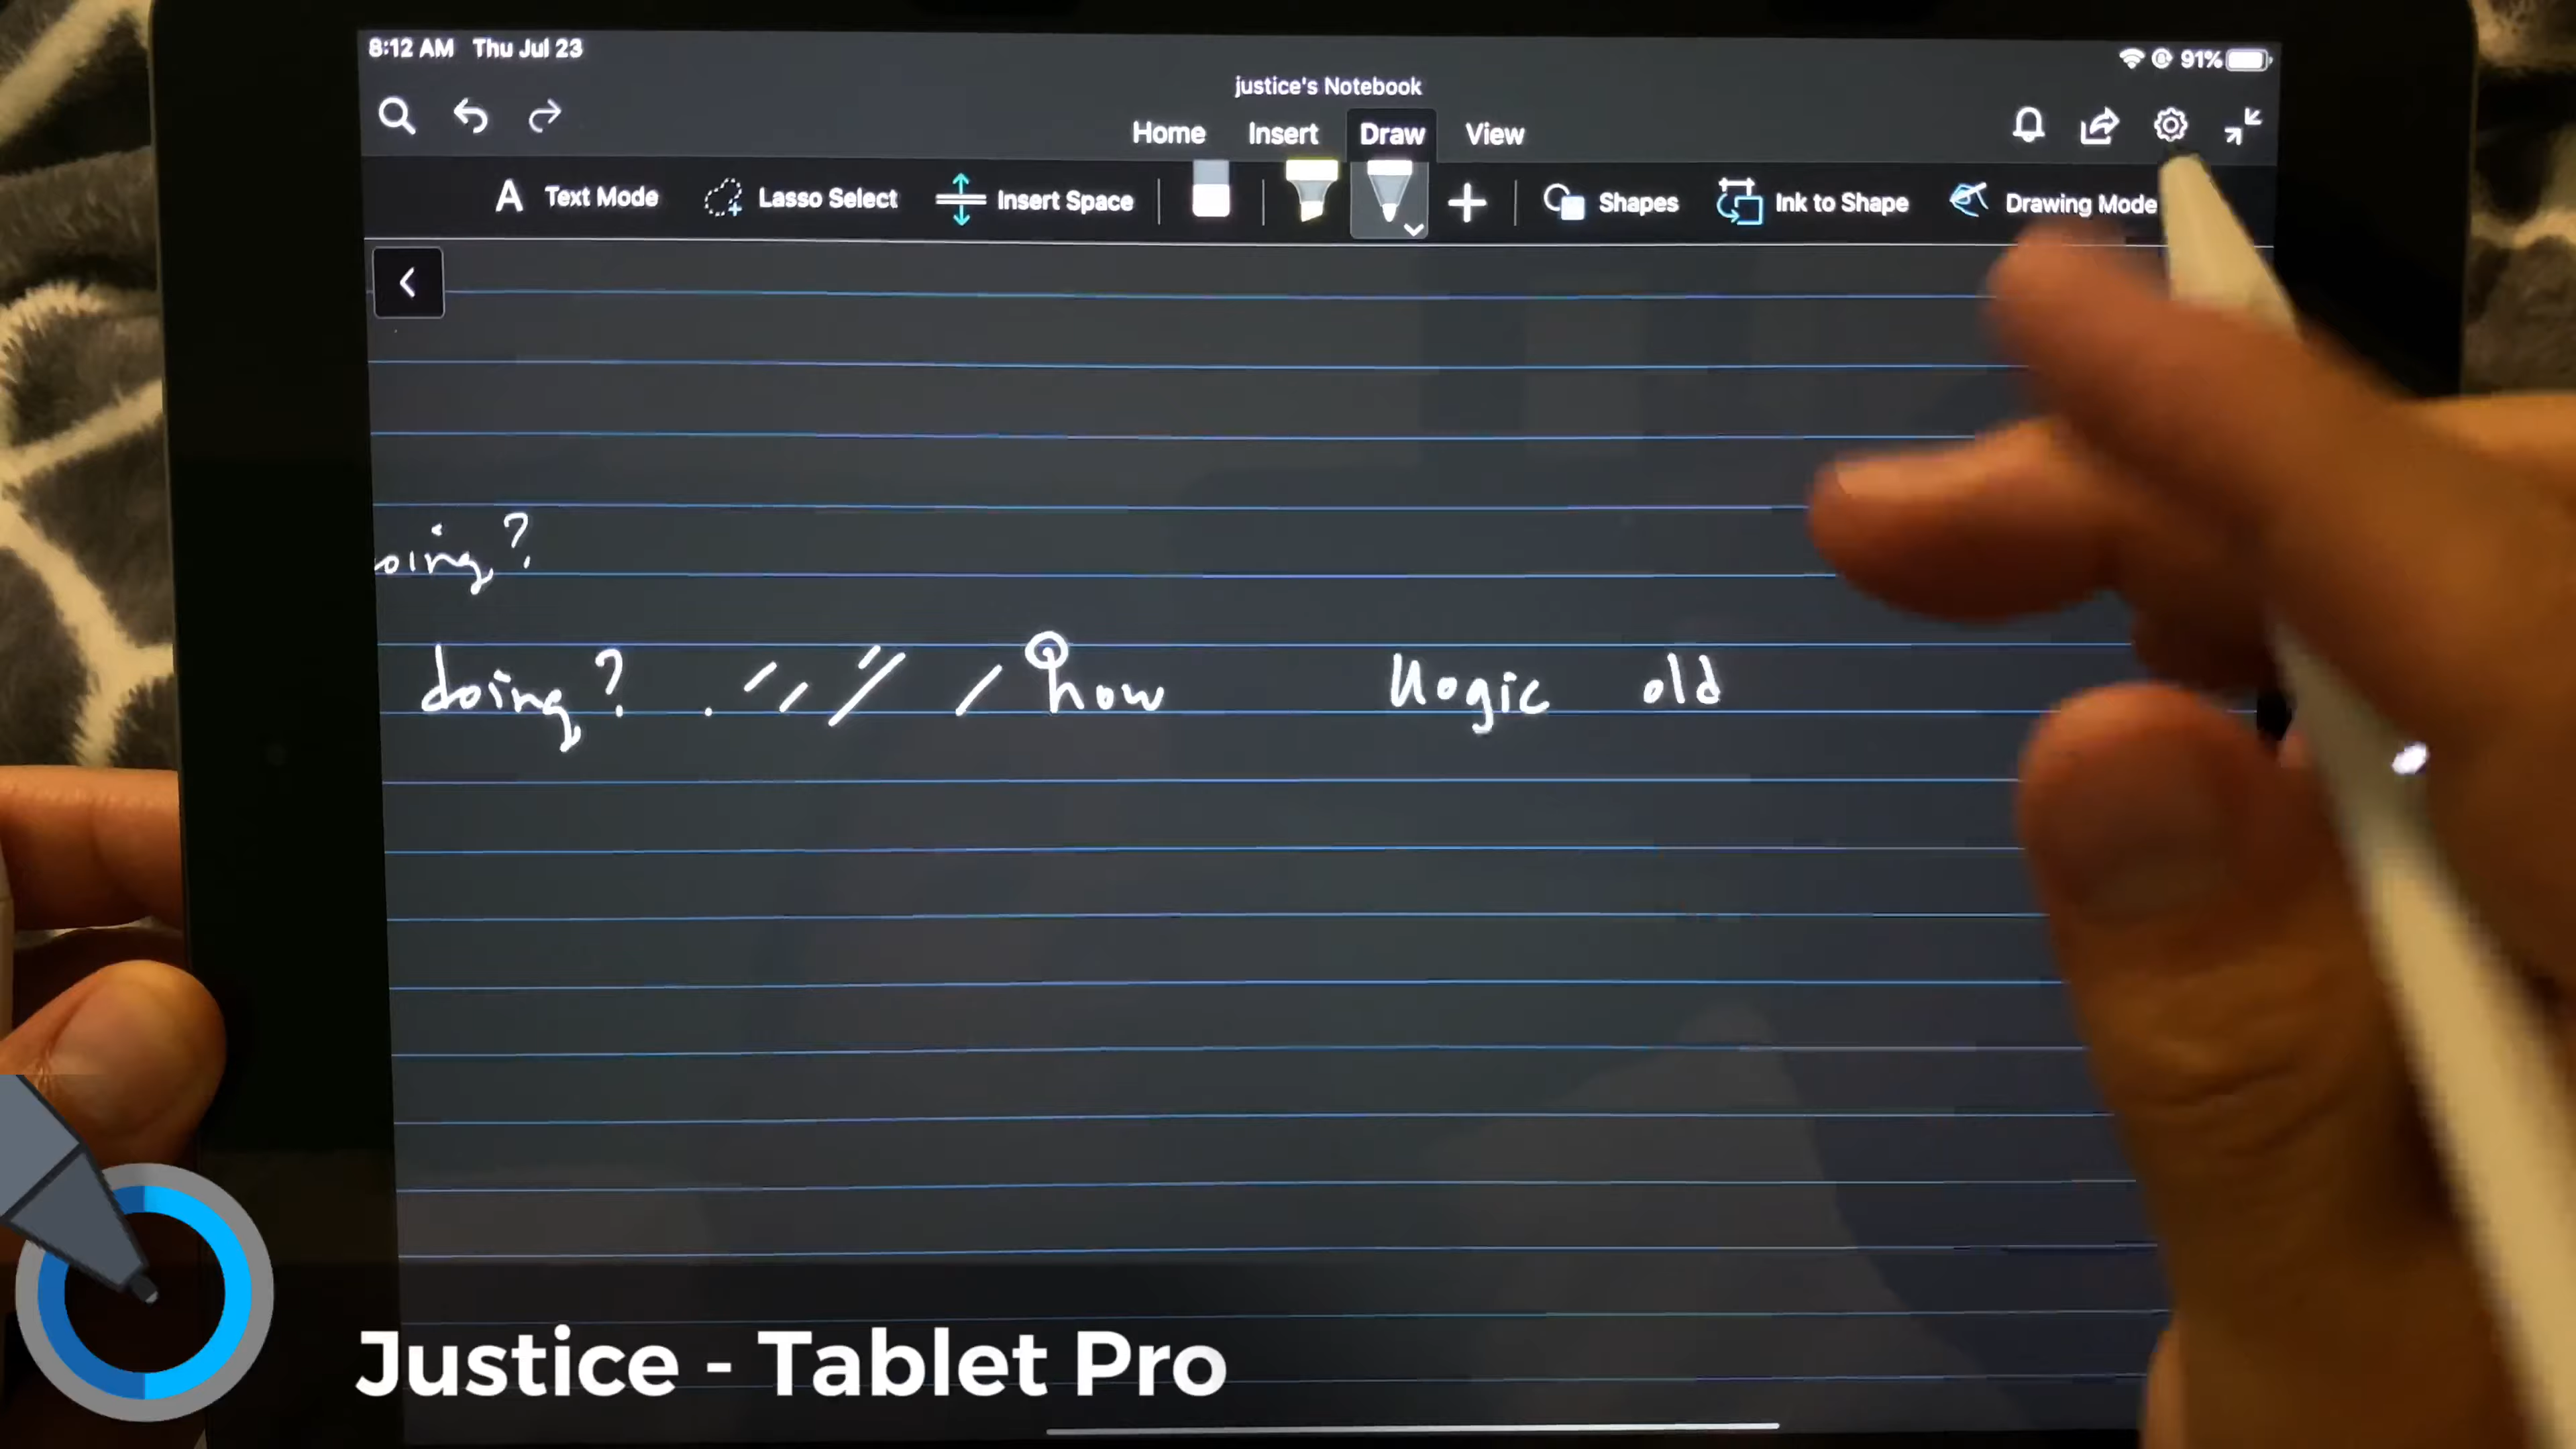 8:12 AM Thu Jul 23
91%
justice's Notebook
Home Insert Draw View
A Text Mode Lasso Select Insert Space Shapes Ink to Shape Drawing Mode
oing?
doing? how old
Justice - Tablet Pro